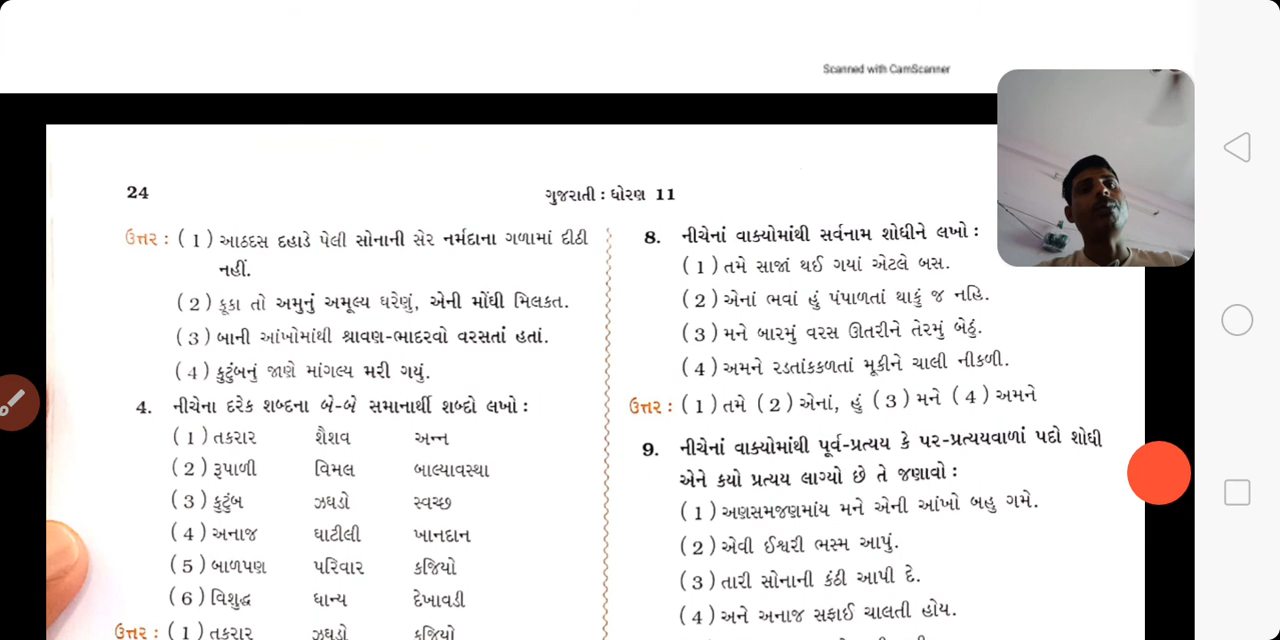 Scanned with CamScanner
24
ગુજરાતી : ધોરણ 11
ઉત્તર : ( 1 ) આઠદસ દહાડે પેલી સોનાની સેર નર્મદાના ગળામાં દીઠી
નહીં.
( 2 ) કૂકા તો અમુનું અમૂલ્ય ઘરેણું, એની મોંઘી મિલકત.
( 3 ) બાની આંખોમાંથી શ્રાવણ-ભાદરવો વરસતાં હતાં.
( 4 ) કુટુંબનું જાણે માંગલ્ય મરી ગયું.
4. નીચેના દરેક શબ્દના બે-બે સમાનાર્થી શબ્દો લખો :
( 1 ) તકરાર શૈશવ અન્ન
( 2 ) રૂપાળી વિમલ બાલ્યાવસ્થા
( 3 ) કુટુંબ ઝઘડો સ્વચ્છ
( 4 ) અનાજ ઘાટીલી ખાનદાન
( 5 ) બાળપણ પરિવાર કજિયો
( 6 ) વિશુદ્ધ ધાન્ય દેખાવડી
ઉત્તર : ( 1 ) તકરાર ઝઘડો કજિયો
8. નીચેનાં વાક્યોમાંથી સર્વનામ શોધીને લખો :
( 1 ) તમે સાજાં થઈ ગયાં એટલે બસ.
( 2 ) એનાં ભવાં હું પંપાળતાં થાકું જ નહિ.
( 3 ) મને બારમું વરસ ઊતરીને તેરમું બેઠું.
( 4 ) અમને રડતાંકકળતાં મૂકીને ચાલી નીકળી.
ઉત્તર : ( 1 ) તમે ( 2 ) એનાં, હું ( 3 ) મને ( 4 ) અમને
9. નીચેનાં વાક્યોમાંથી પૂર્વ-પ્રત્યય કે પર-પ્રત્યયવાળાં પદો શોધી
એને કયો પ્રત્યય લાગ્યો છે તે જણાવો :
( 1 ) અણસમજણમાંય મને એની આંખો બહુ ગમે.
( 2 ) એવી ઈશ્વરી ભસ્મ આપું.
( 3 ) તારી સોનાની કંઠી આપી દે.
( 4 ) અને અનાજ સફાઈ ચાલતી હોય.